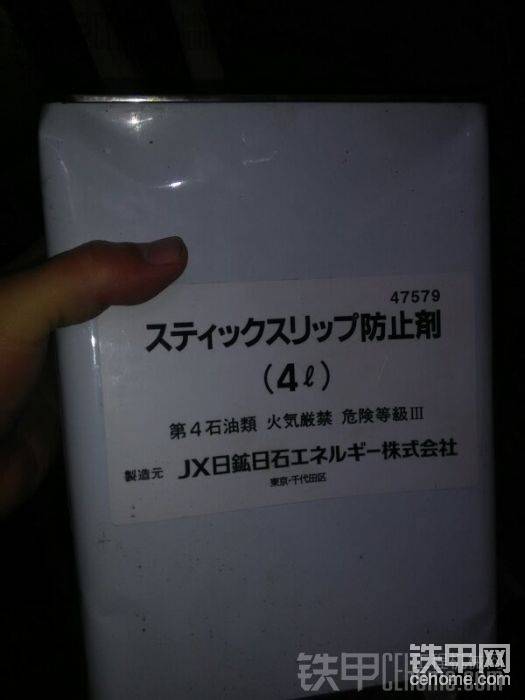 47579
スティックスリップ防止剤
(4ℓ)
第4石油類 火気厳禁 危険等級III
製造元 JX日鉱日石エネルギー株式会社
東京・千代田区
铁甲网
cehome.com